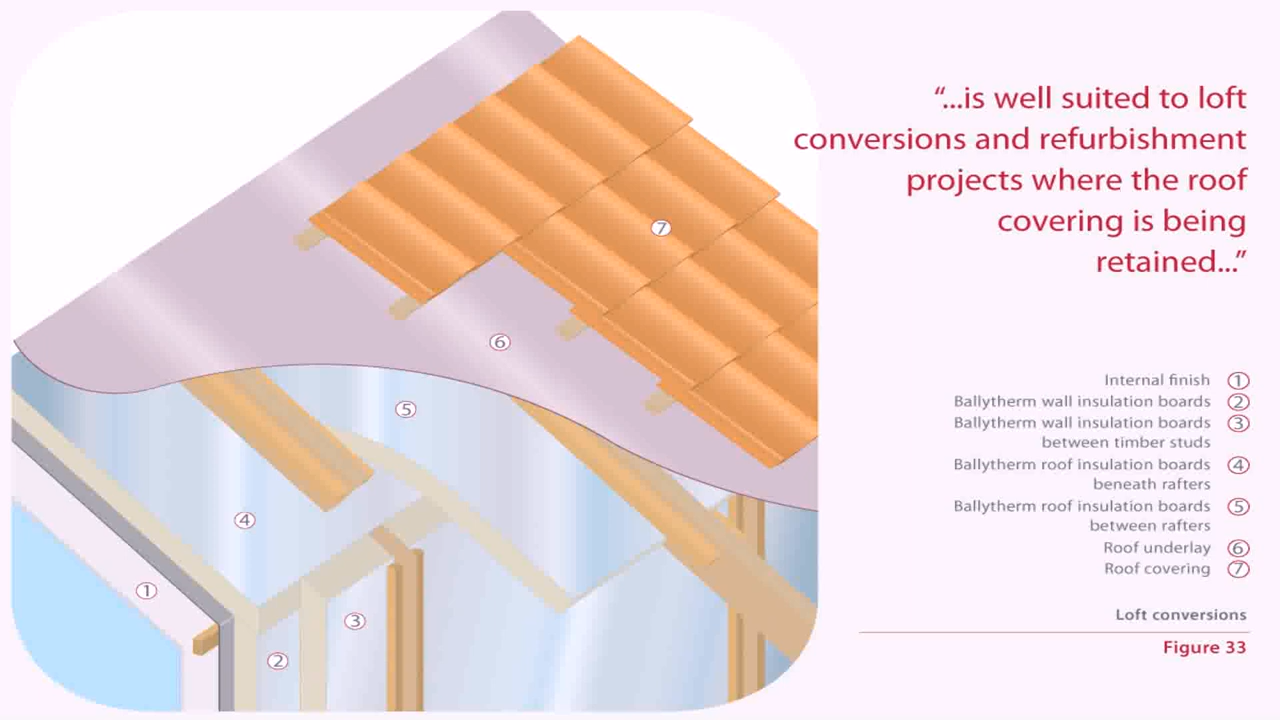 “...is well suited to loft
conversions and refurbishment
projects where the roof
covering is being
retained...”
7
6
5
4
1
3
2
Internal finish 1
Ballytherm wall insulation boards 2
Ballytherm wall insulation boards 3
between timber studs
Ballytherm roof insulation boards 4
beneath rafters
Ballytherm roof insulation boards 5
between rafters
Roof underlay 6
Roof covering 7
Loft conversions
Figure 33